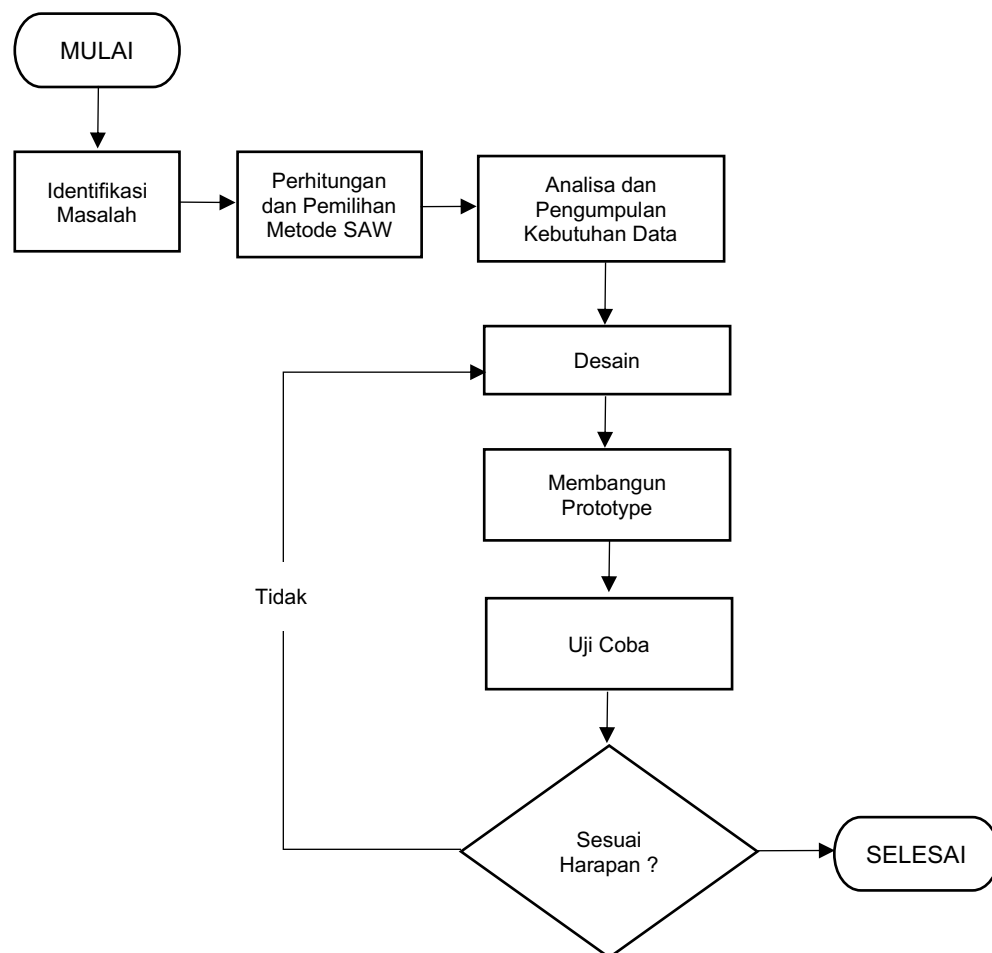 MULAI
Identifikasi
Masalah
Perhitungan
dan Pemilihan
Metode SAW
Analisa dan
Pengumpulan
Kebutuhan Data
Desain
Membangun
Prototype
Tidak
Uji Coba
Sesuai
Harapan ?
SELESAI